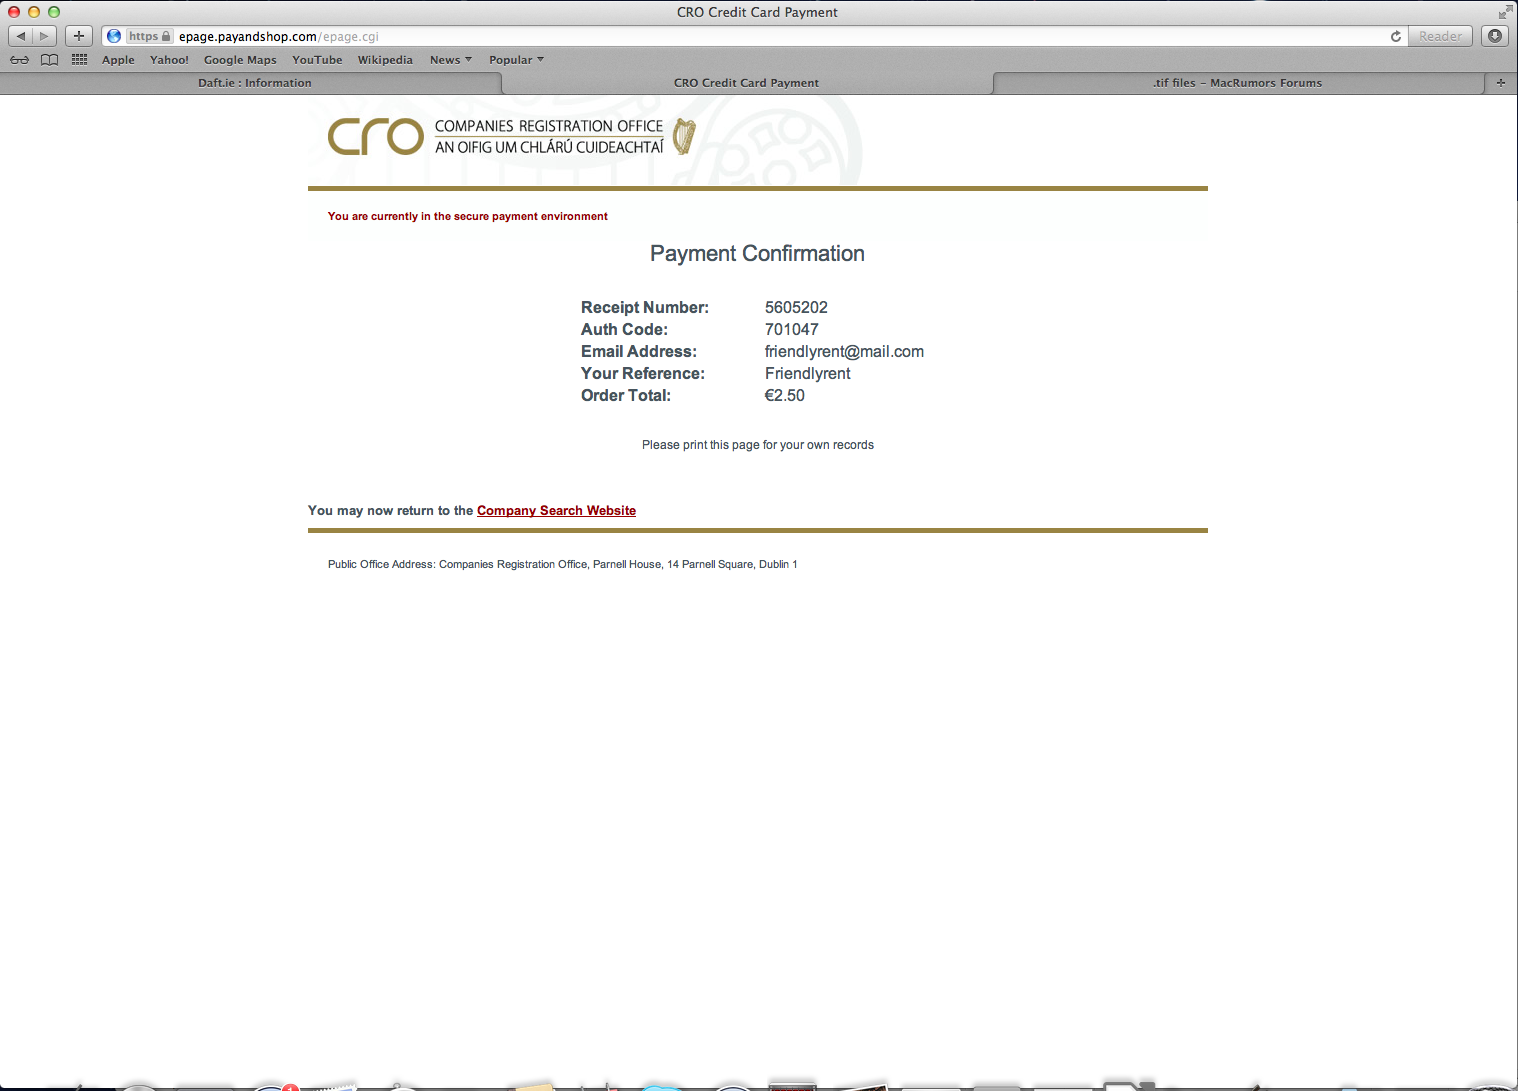 CRO Credit Card Payment
https epage.payandshop.com/epage.cgi
Reader
Apple Yahoo! Google Maps YouTube Wikipedia News Popular
Daft.ie : Information
CRO Credit Card Payment
.tif files – MacRumors Forums
cro
COMPANIES REGISTRATION OFFICE
AN OIFIG UM CHLÁRÚ CUIDEACHTAÍ
You are currently in the secure payment environment
Payment Confirmation
Receipt Number: 5605202
Auth Code: 701047
Email Address: friendlyrent@mail.com
Your Reference: Friendlyrent
Order Total: €2.50
Please print this page for your own records
You may now return to the Company Search Website
Public Office Address: Companies Registration Office, Parnell House, 14 Parnell Square, Dublin 1